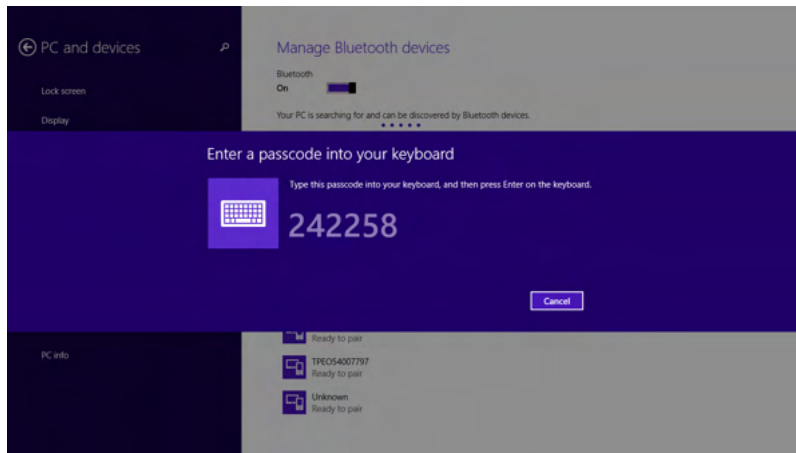 PC and devices
Lock screen
Display
PC info
Manage Bluetooth devices
Bluetooth
On
Your PC is searching for and can be discovered by Bluetooth devices.
Enter a passcode into your keyboard
Type this passcode into your keyboard, and then press Enter on the keyboard.
242258
Cancel
Ready to pair
TPEO54007797
Ready to pair
Unknown
Ready to pair